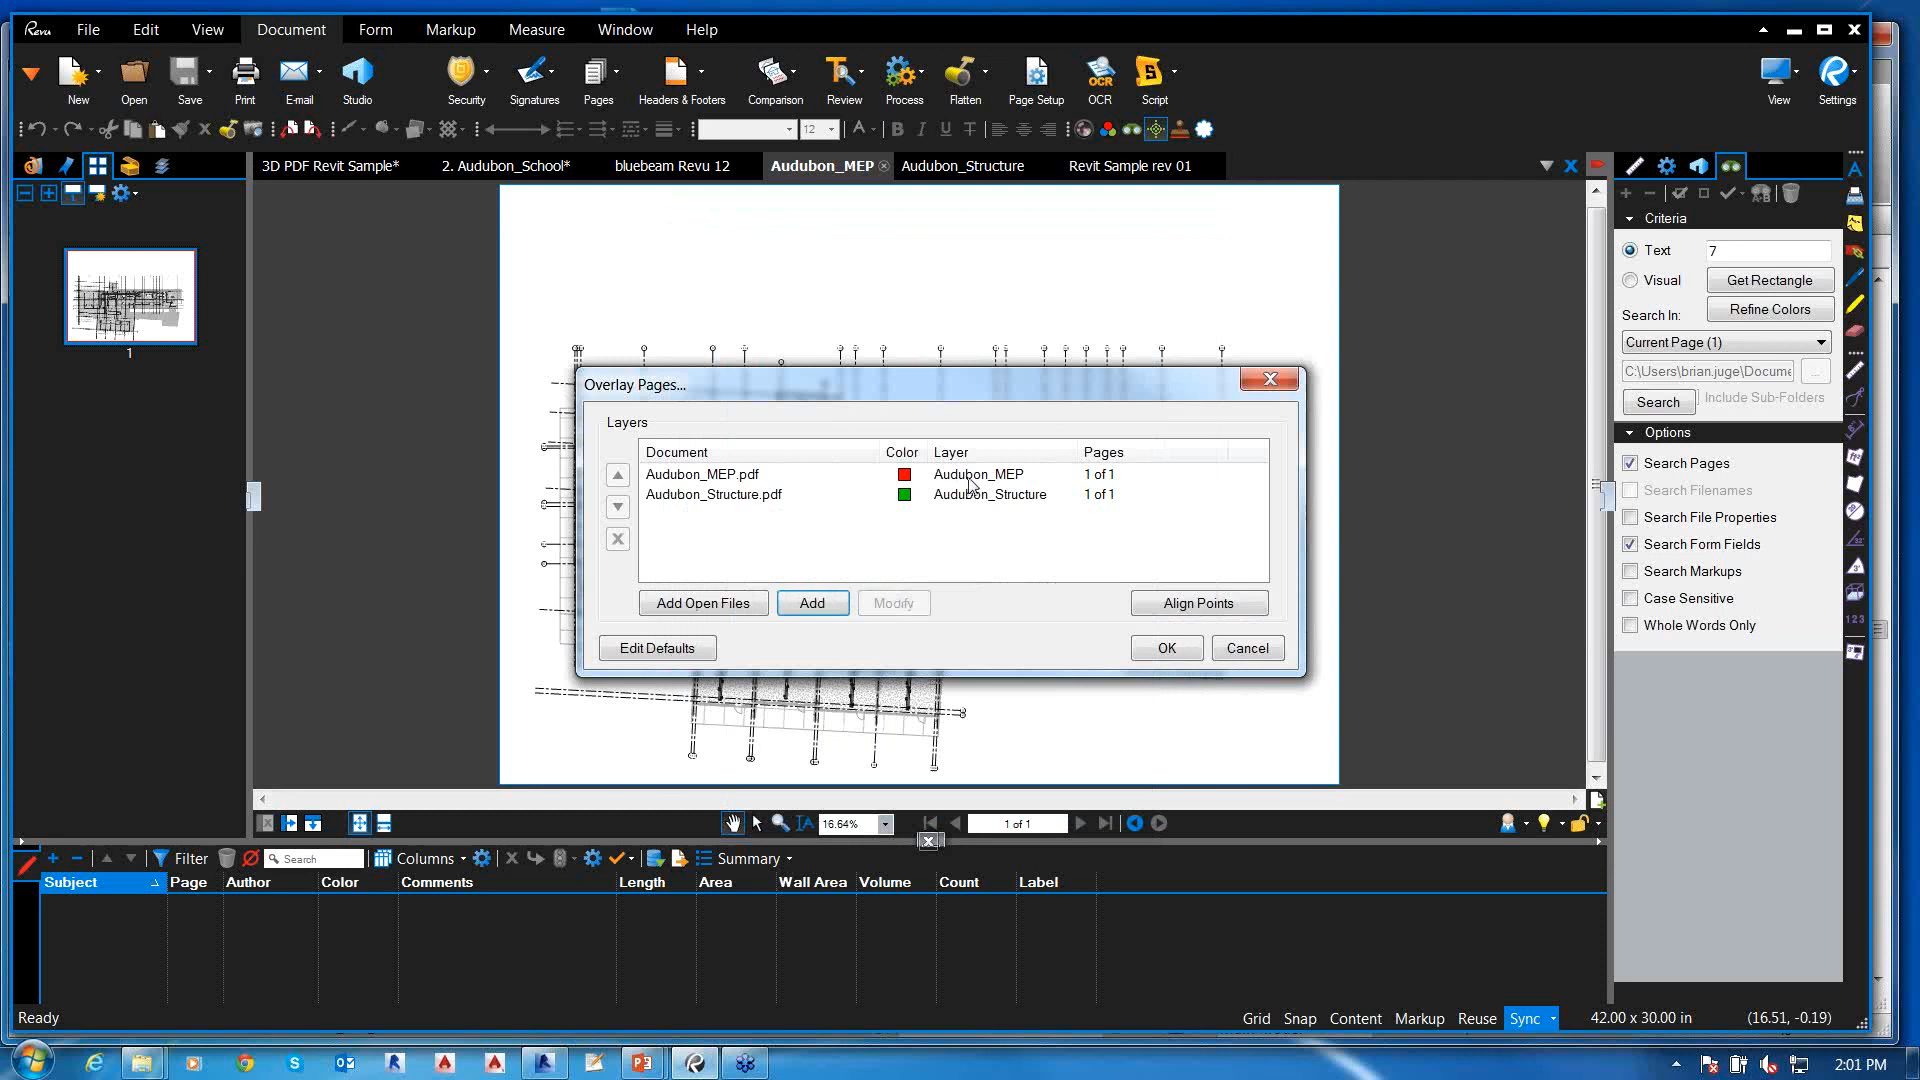 Revu File Edit View Document Form Markup Measure Window Help
New Open Save Print E-mail Studio Security Signatures Pages Headers & Footers Comparison Review Process Flatten Page Setup OCR Script View Settings
12
3D PDF Revit Sample* 2. Audubon_School* bluebeam Revu 12 Audubon_MEP Audubon_Structure Revit Sample rev 01
Criteria
Text 7
Visual Get Rectangle
Search In: Refine Colors
Current Page (1)
C:\Users\brian.juge\Docume ...
Search Include Sub-Folders
Options
Search Pages
Search Filenames
Search File Properties
Search Form Fields
Search Markups
Case Sensitive
Whole Words Only
1
Overlay Pages...
Layers
Document Color Layer Pages
Audubon_MEP.pdf Audubon_MEP 1 of 1
Audubon_Structure.pdf Audubon_Structure 1 of 1
Add Open Files Add Modify Align Points
Edit Defaults OK Cancel
16.64% 1 of 1
Filter Search Columns Summary
Subject Page Author Color Comments Length Area Wall Area Volume Count Label
Ready Grid Snap Content Markup Reuse Sync 42.00 x 30.00 in (16.51, -0.19)
2:01 PM